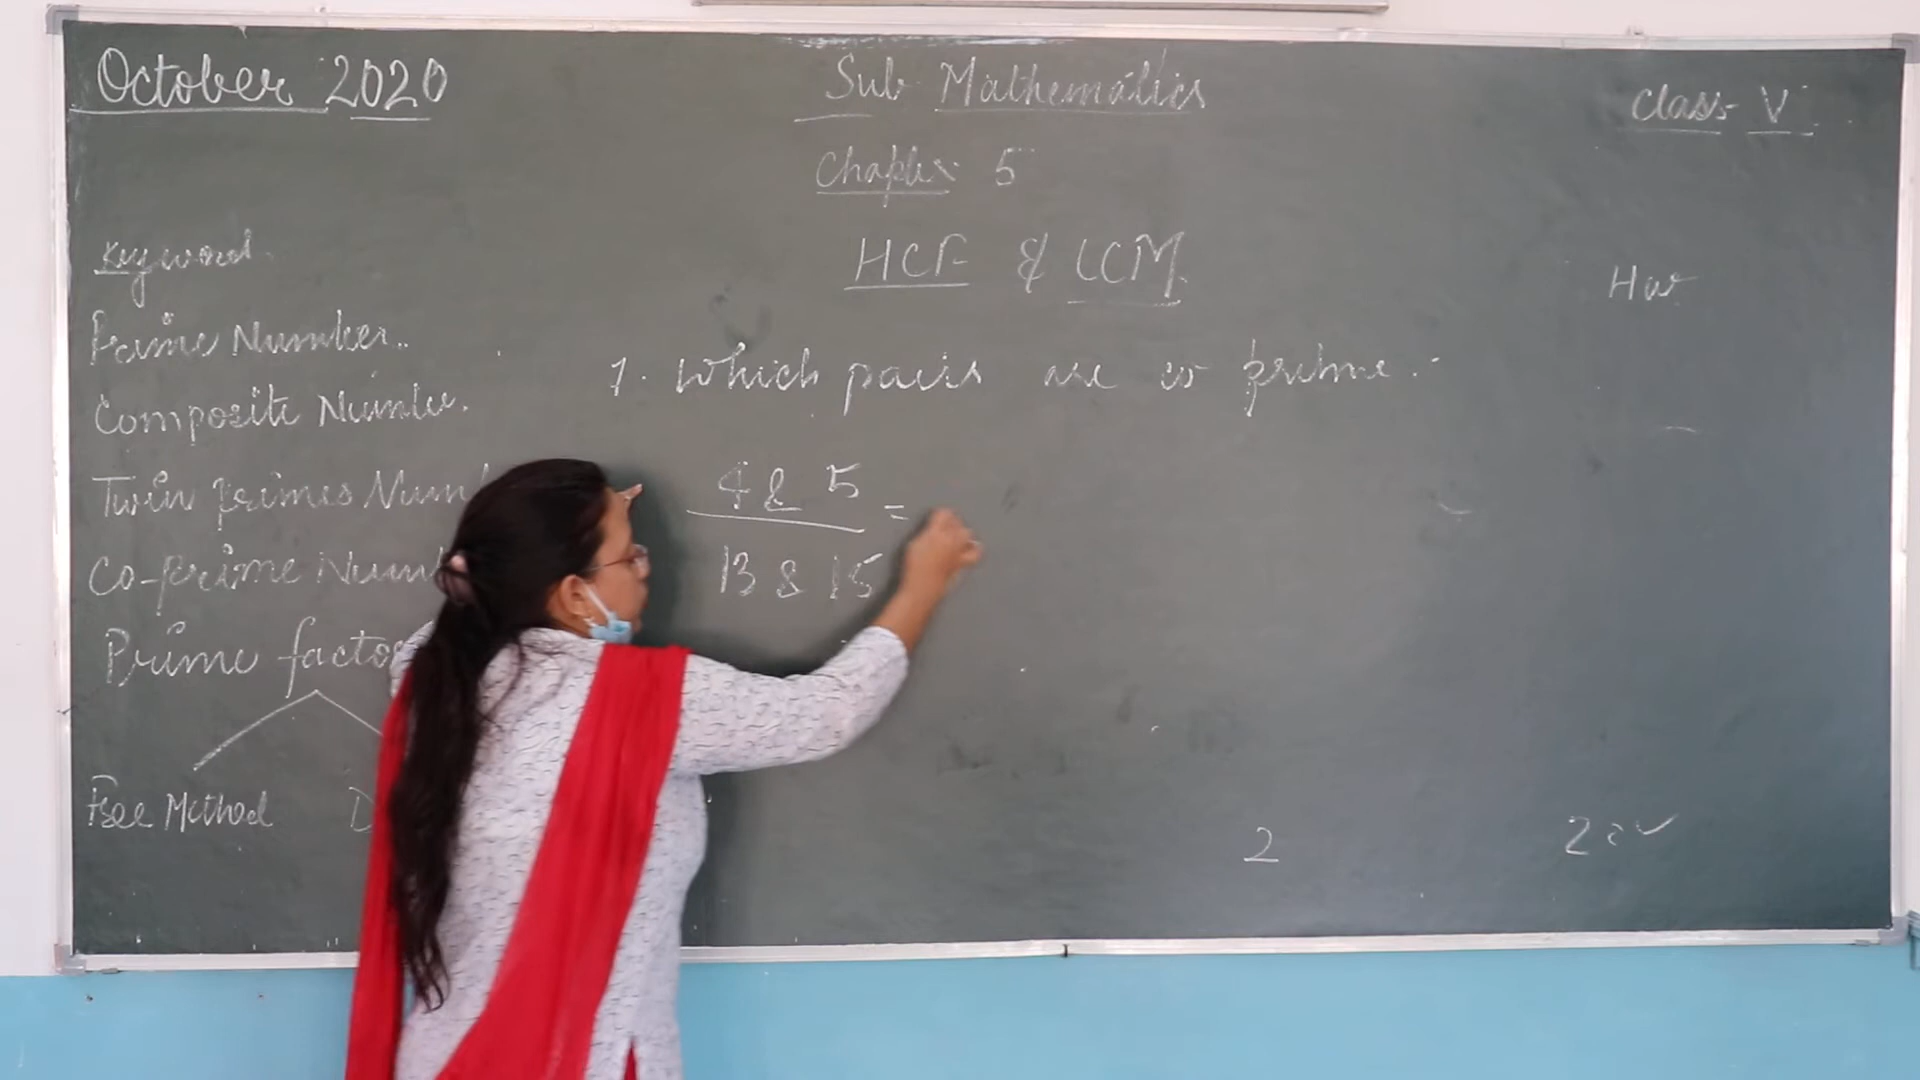 October 2020
Sub Mathematics
Class V
Chapter 5
HCF & LCM
Keyword
Prime Number.
Composite Number.
Twin primes Num
Co-prime Num
Prime facto
Tree Method D
1. Which pairs are co prime.
4 & 5 =
13 & 15
Hw
2
2